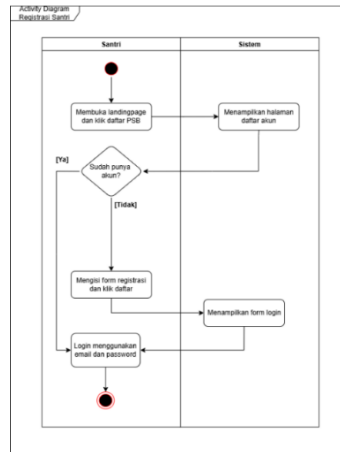 Activity Diagram
Registrasi Santri
Santri
Sistem
Membuka landingpage
dan klik daftar PSB
Menampilkan halaman
daftar akun
[Ya]
Sudah punya
akun?
[Tidak]
Mengisi form registrasi
dan klik daftar
Menampilkan form login
Login menggunakan
email dan password